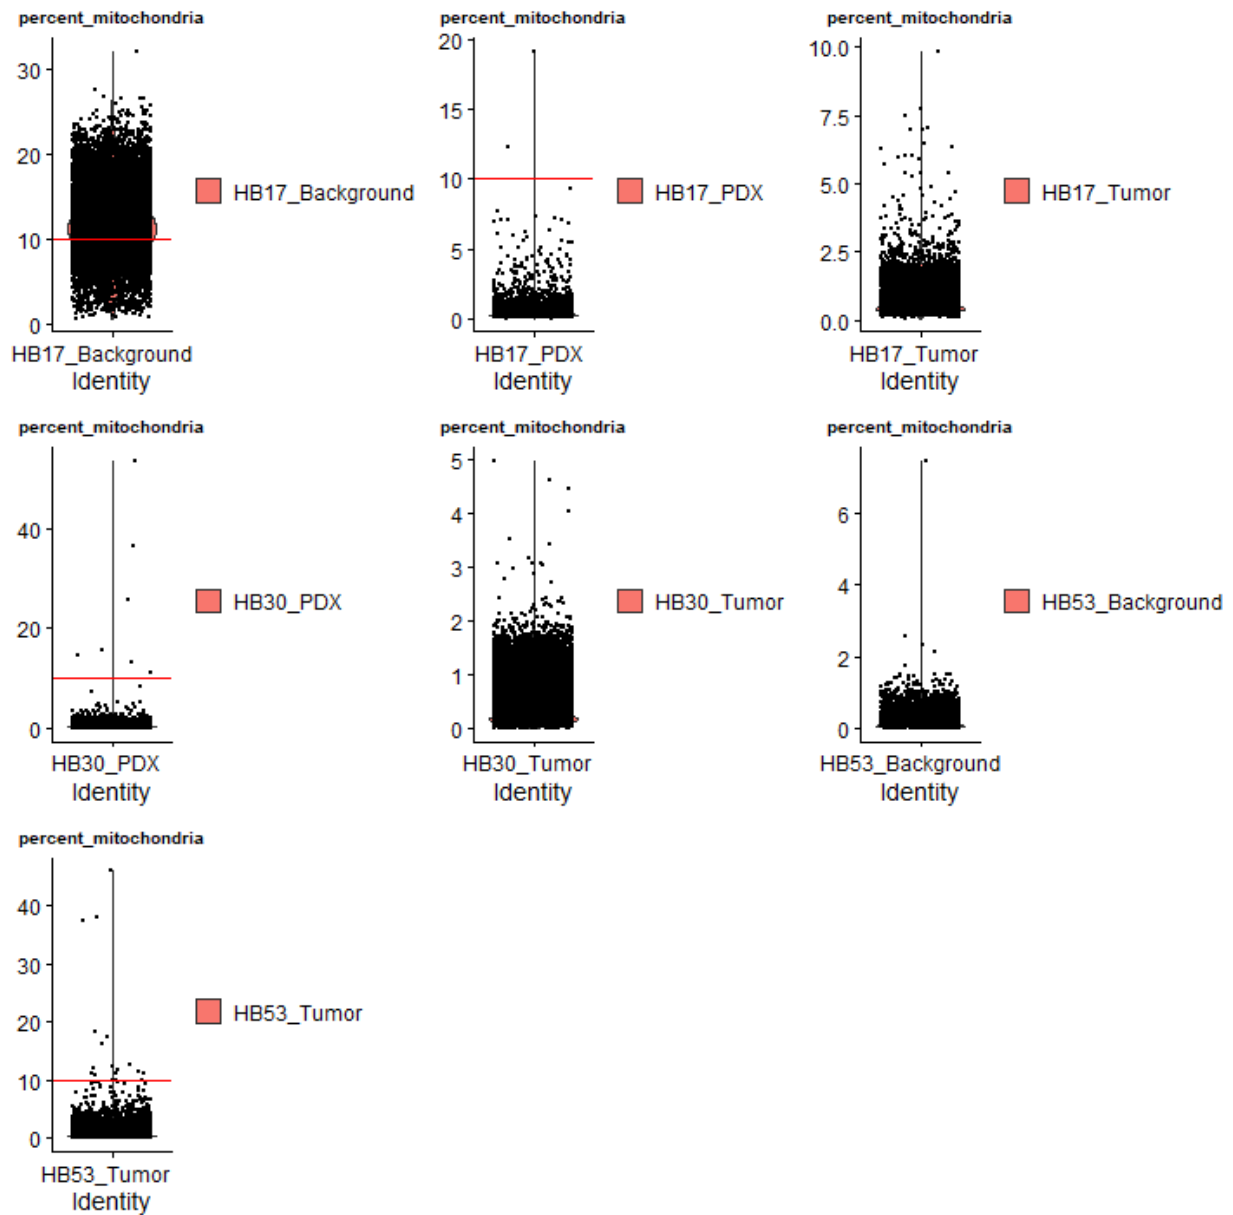 percent_mitochondria
30
20
10
0
HB17_Background
Identity
HB17_Background
percent_mitochondria
20
15
10
5
0
HB17_PDX
Identity
HB17_PDX
percent_mitochondria
10.0
7.5
5.0
2.5
0.0
HB17_Tumor
Identity
HB17_Tumor
percent_mitochondria
40
20
0
HB30_PDX
Identity
HB30_PDX
percent_mitochondria
5
4
3
2
1
0
HB30_Tumor
Identity
HB30_Tumor
percent_mitochondria
6
4
2
0
HB53_Background
Identity
HB53_Background
percent_mitochondria
40
30
20
10
0
HB53_Tumor
Identity
HB53_Tumor